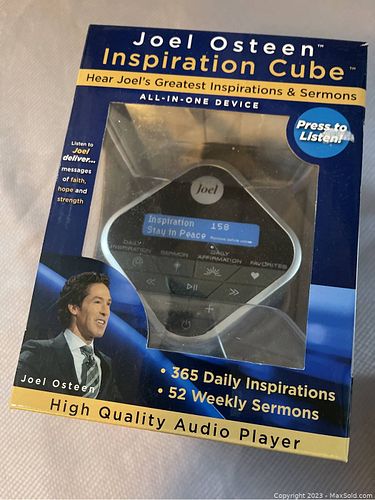 Joel Osteen™
Inspiration Cube™
Hear Joel's Greatest Inspirations & Sermons
ALL-IN-ONE DEVICE
Press to
Listen!
Listen to
Joel
deliver...
messages
of faith,
hope and
strength
joel
Inspiration 158
Stay in Peace
DAILY
INSPIRATION
SERMON
DAILY
AFFIRMATION
FAVORITES
Joel Osteen
• 365 Daily Inspirations
• 52 Weekly Sermons
High Quality Audio Player
Copyright 2023 - MaxSold.com